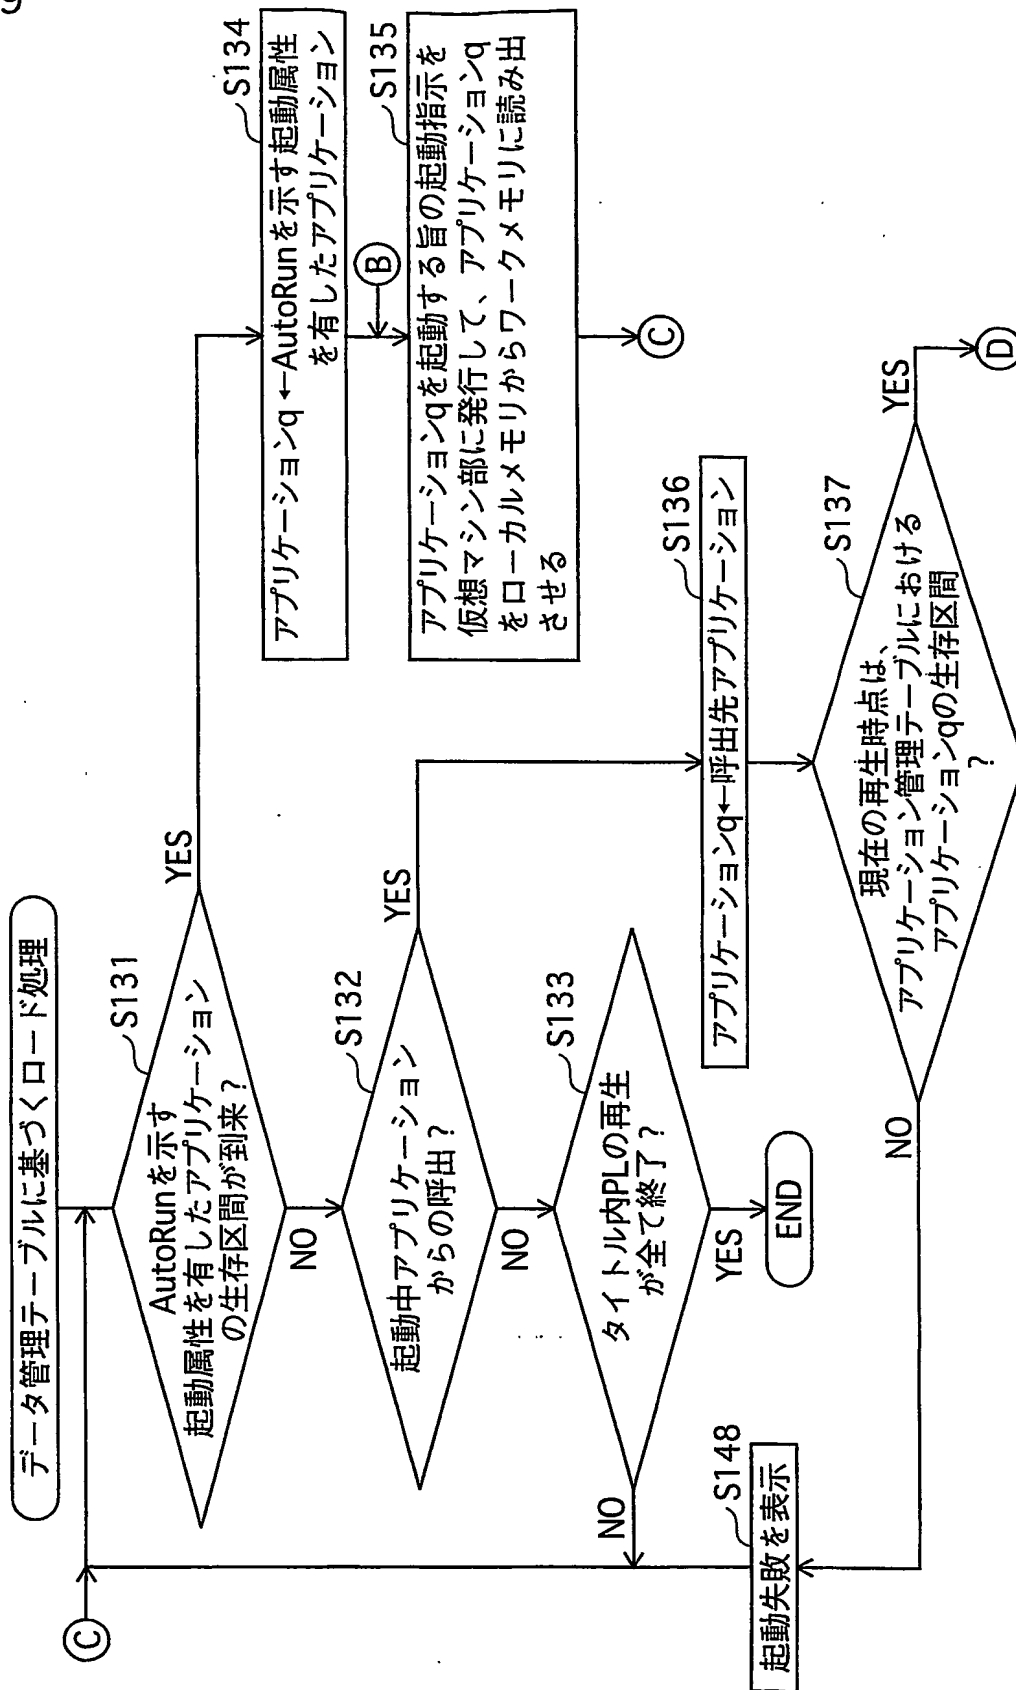 9
データ管理テーブルに基づくロード処理
C
S131
AutoRunを示す
起動属性を有したアプリケーション
の生存区間が到来?
YES
NO
S132
起動中アプリケーション
からの呼出?
YES
NO
S133
タイトル内PLの再生
が全て終了?
NO
YES
END
S134
アプリケーションq←AutoRunを示す起動属性
を有したアプリケーション
B
S135
アプリケーションqを起動する旨の起動指示を
仮想マシン部に発行して、アプリケーションq
をローカルメモリからワークメモリに読み出
させる
C
S136
アプリケーションq←呼出先アプリケーション
S137
現在の再生時点は、
アプリケーション管理テーブルにおける
アプリケーションqの生存区間
?
YES
D
NO
S148
起動失敗を表示